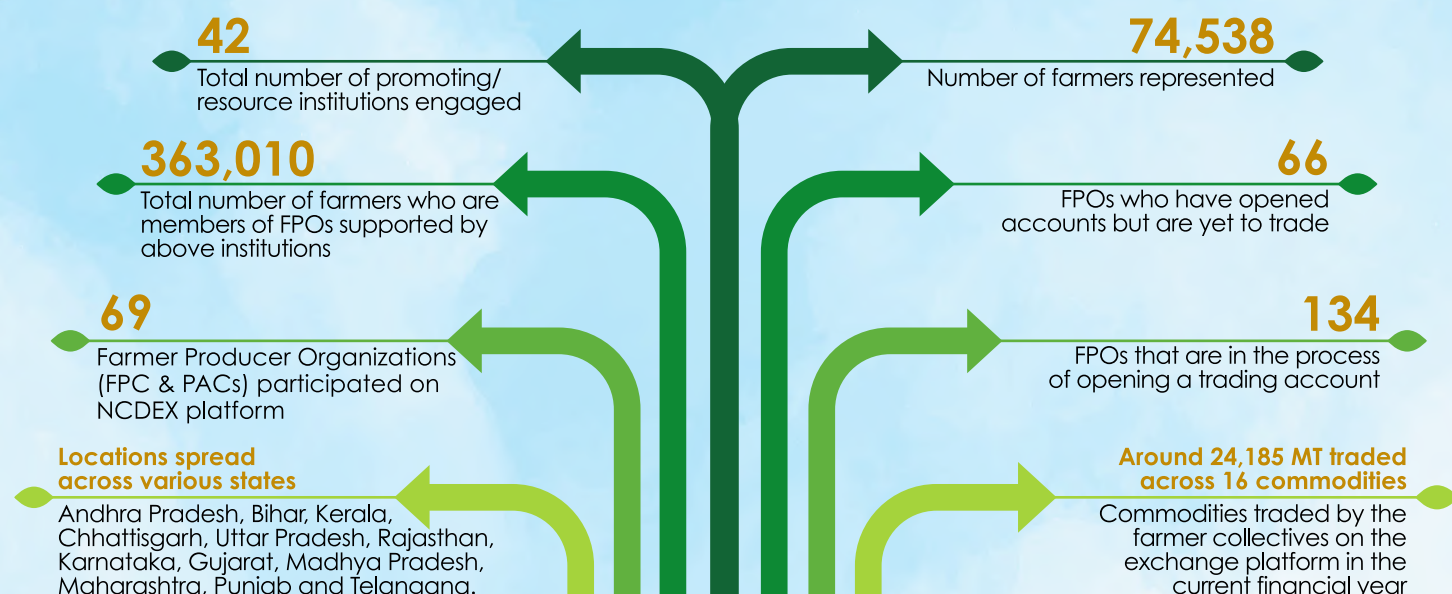 42
Total number of promoting/
resource institutions engaged
74,538
Number of farmers represented
363,010
Total number of farmers who are
members of FPOs supported by
above institutions
66
FPOs who have opened
accounts but are yet to trade
69
Farmer Producer Organizations
(FPC & PACs) participated on
NCDEX platform
134
FPOs that are in the process
of opening a trading account
Locations spread
across various states
Andhra Pradesh, Bihar, Kerala,
Chhattisgarh, Uttar Pradesh, Rajasthan,
Karnataka, Gujarat, Madhya Pradesh,
Maharashtra, Punjab and Telangana.
Around 24,185 MT traded
across 16 commodities
Commodities traded by the
farmer collectives on the
exchange platform in the
current financial year